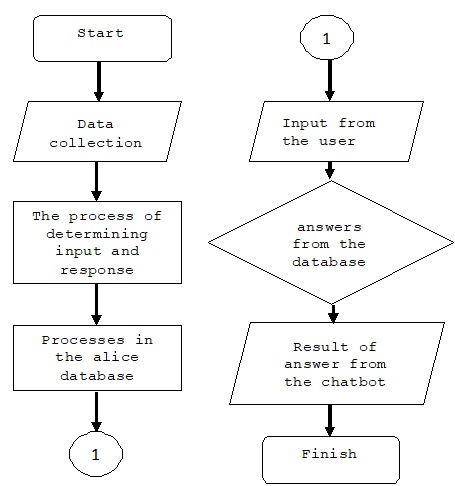 Start
Data
collection
The process of
determining
input and
response
Processes in
the alice
database
1
1
Input from
the user
answers
from the
database
Result of
answer from
the chatbot
Finish